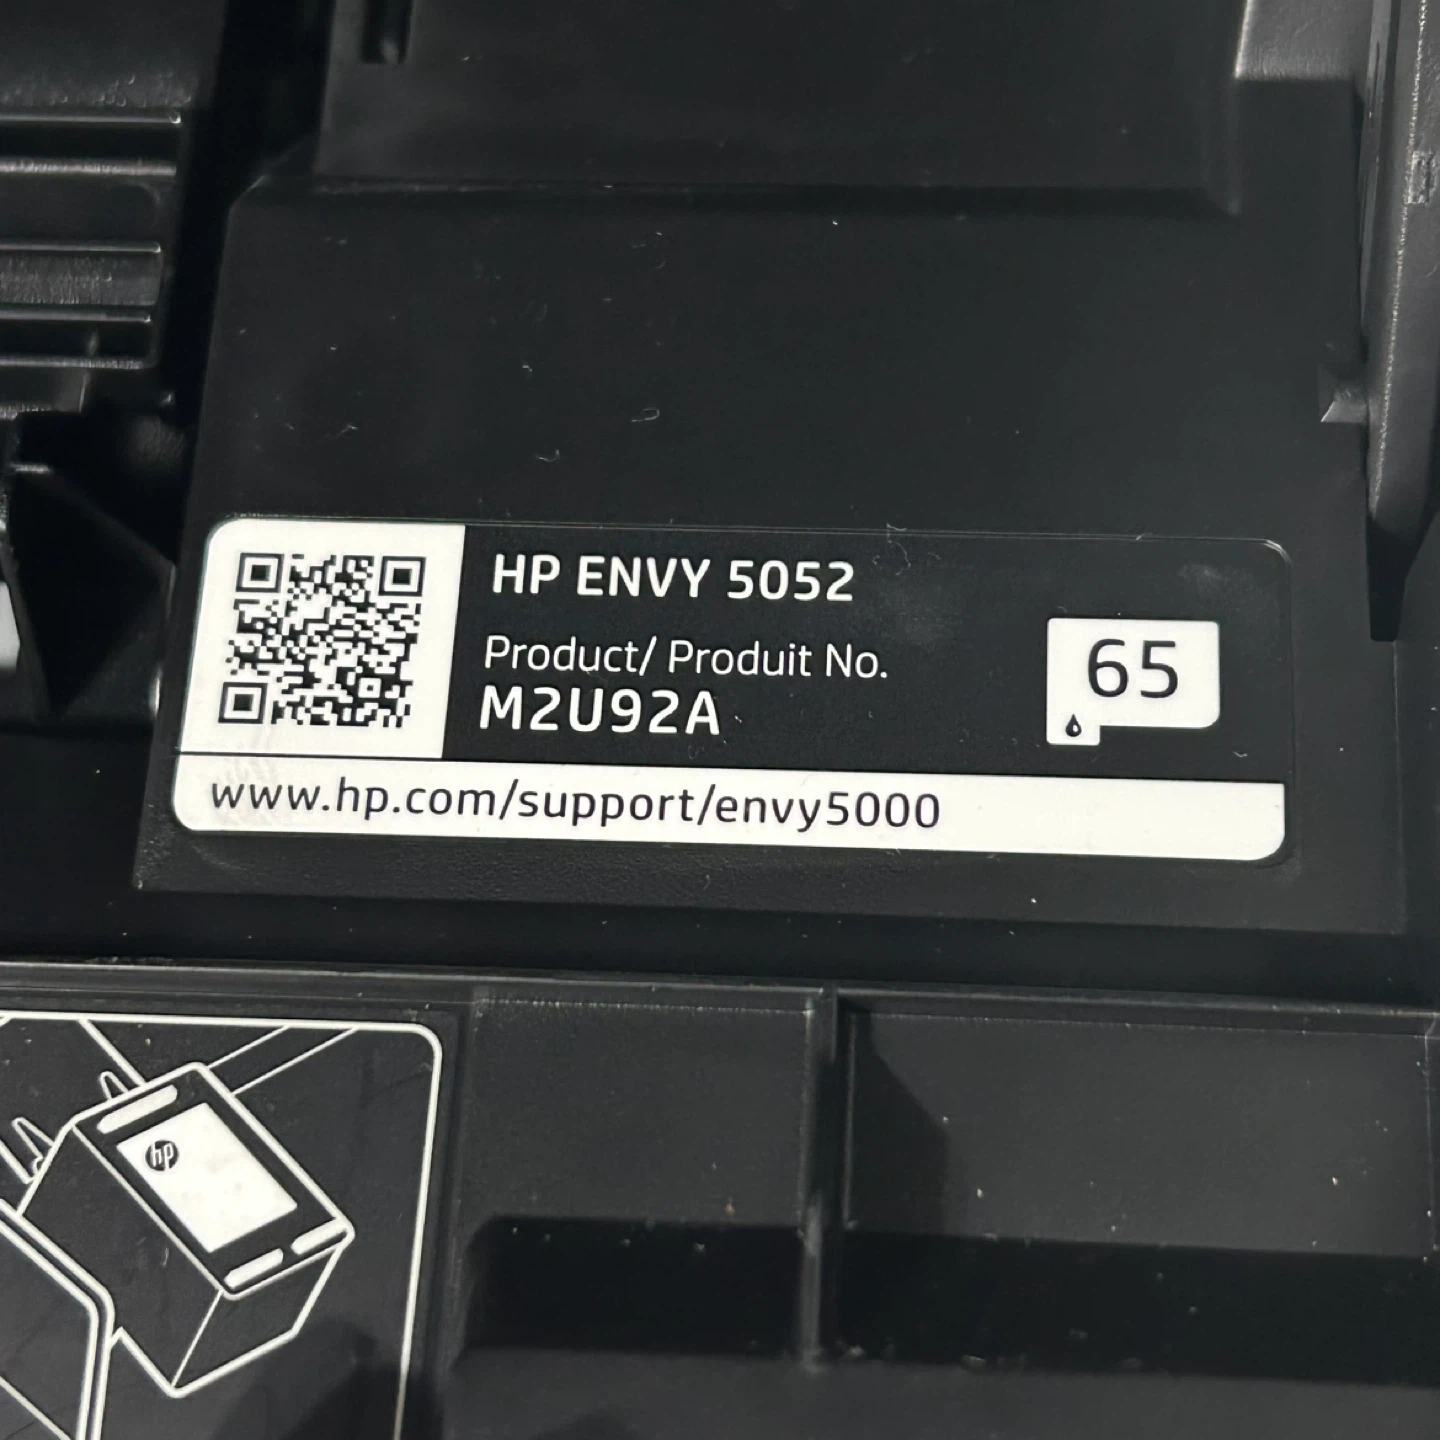 HP ENVY 5052
Product/ Produit No.
M2U92A
65
www.hp.com/support/envy5000
hp